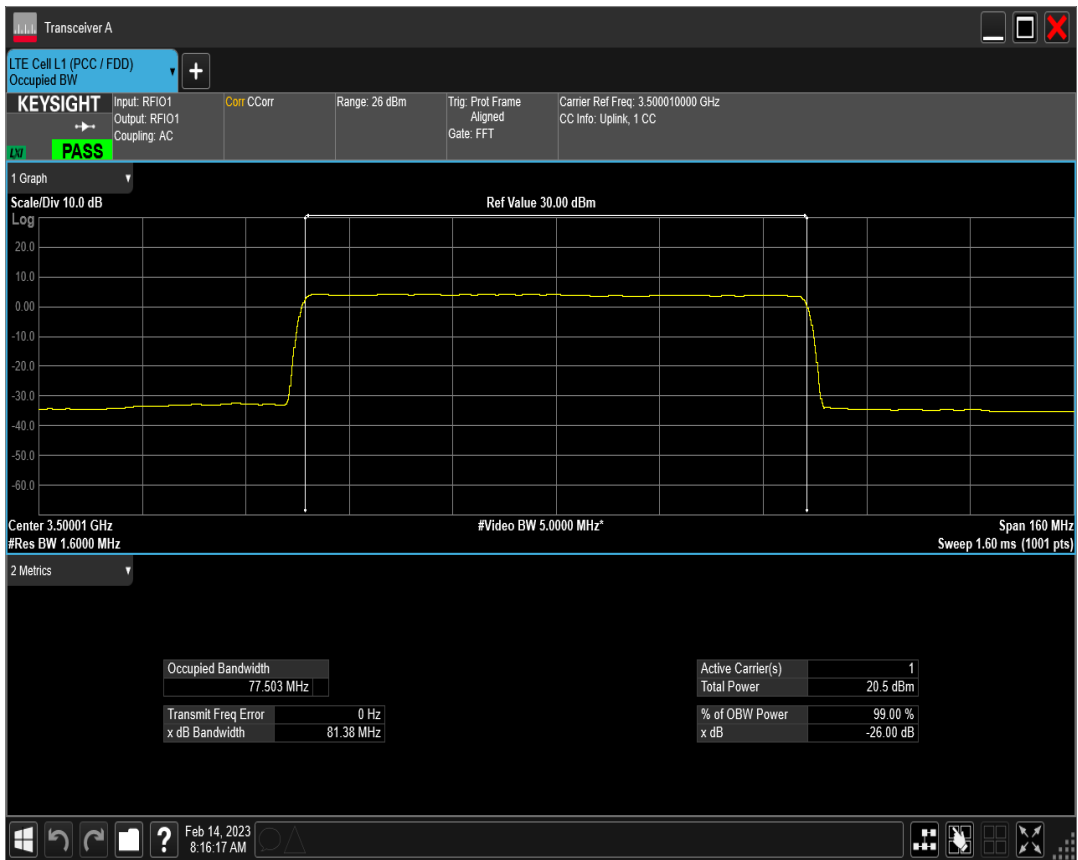 Transceiver A
LTE Cell L1 (PCC / FDD)
Occupied BW
+
KEYSIGHT
LXI
PASS
Input: RFIO1
Output: RFIO1
Coupling: AC
Corr CCorr
Range: 26 dBm
Trig: Prot Frame
Aligned
Gate: FFT
Carrier Ref Freq: 3.500010000 GHz
CC Info: Uplink, 1 CC
1 Graph
Scale/Div 10.0 dB
Ref Value 30.00 dBm
Log
20.0
10.0
0.00
-10.0
-20.0
-30.0
-40.0
-50.0
-60.0
Center 3.50001 GHz
#Video BW 5.0000 MHz*
Span 160 MHz
#Res BW 1.6000 MHz
Sweep 1.60 ms (1001 pts)
2 Metrics
Occupied Bandwidth
77.503 MHz
Transmit Freq Error 0 Hz
x dB Bandwidth 81.38 MHz
Active Carrier(s) 1
Total Power 20.5 dBm
% of OBW Power 99.00 %
x dB -26.00 dB
?
Feb 14, 2023
8:16:17 AM